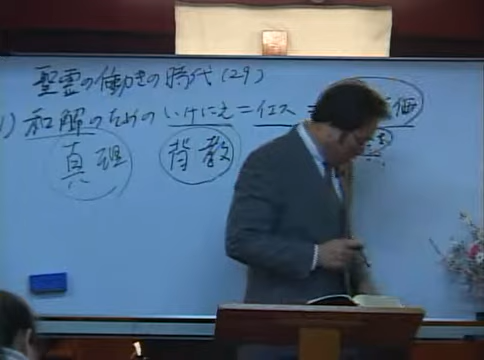 聖霊の働きの時代(29)
1) 和解のためのいけにえ=イエス= 価
真理 背教